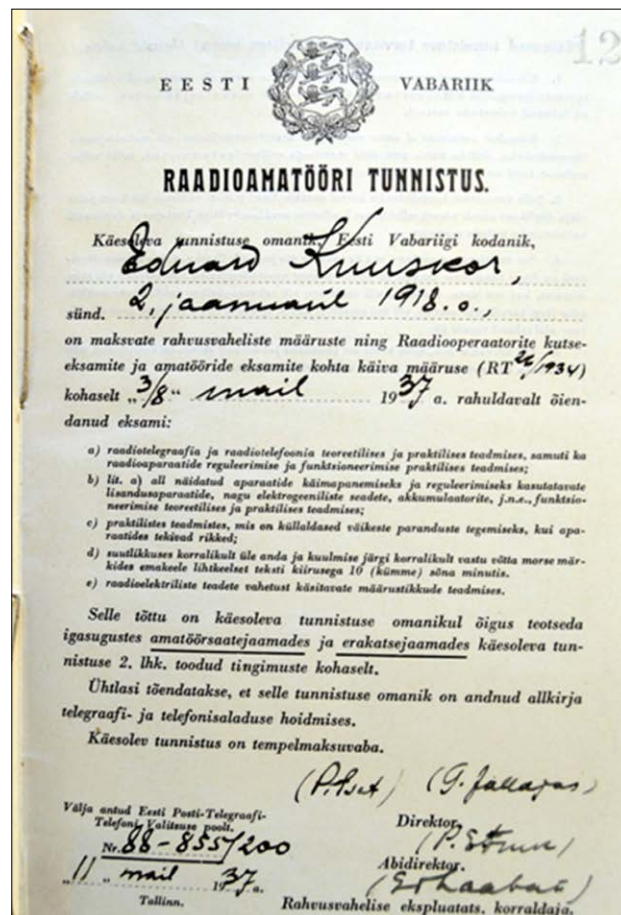 12
EESTI VABARIIK
RAADIOAMATÖÖRI TUNNISTUS.
Käesoleva tunnistuse omanik, Eesti Vabariigi kodanik,
Eduard Kuuskor,
sünd. 2. jaanuaril 1918. a.,
on maksvate rahvusvaheliste määruste ning Raadiooperaatorite kutse-
eksamite ja amatööride eksamite kohta käiva määruse (RT 26/1934)
kohaselt „3/8“ mail 1937 a. rahuldavalt õien-
danud eksami:
a) raadiotelegraafia ja raadiotelefoonia teoreetilises ja praktilises teadmises, samuti ka
raadioaparaatide reguleerimise ja funktsioneerimise praktilises teadmises;
b) lit. a) all näidatud aparaatide käimapanemiseks ja reguleerimiseks kasutatavate
lisandusaparaatide, nagu elektrogeeniliste seadete, akkumulaatorite, j.n.e., funktsio-
neerimise teoreetilises ja praktilises teadmises;
c) praktilistes teadmistes, mis on küllaldased väikeste paranduste tegemiseks, kui apa-
raatides tekivad rikked;
d) suutlikkuses korralikult üle anda ja kuulmise järgi korralikult vastu võtta morse mär-
kides emakeele lihtkeelset teksti kiirusega 10 (kümme) sõna minutis.
e) raadioelektriliste teadete vahetust käsitavate määrustikkude teadmises.
Selle tõttu on käesoleva tunnistuse omanikul õigus teotseda
igasugustes amatöörsaatejaamades ja erakatsejaamades käesoleva tun-
nistuse 2. lhk. toodud tingimuste kohaselt.
Ühtlasi tõendatakse, et selle tunnistuse omanik on andnud allkirja
telegraafi- ja telefonisaladuse hoidmises.
Käesolev tunnistus on tempelmaksuvaba.
(G. Jallajas)
Välja antud Eesti Posti-Telegraafi-
Telefoni Valitsuse poolt.
Direktor.
Nr. 88-855/200
Abidirektor.
„11“ mail 1937 a.
Tallinn.
Rahvusvahelise ekspluatats. korraldaja.